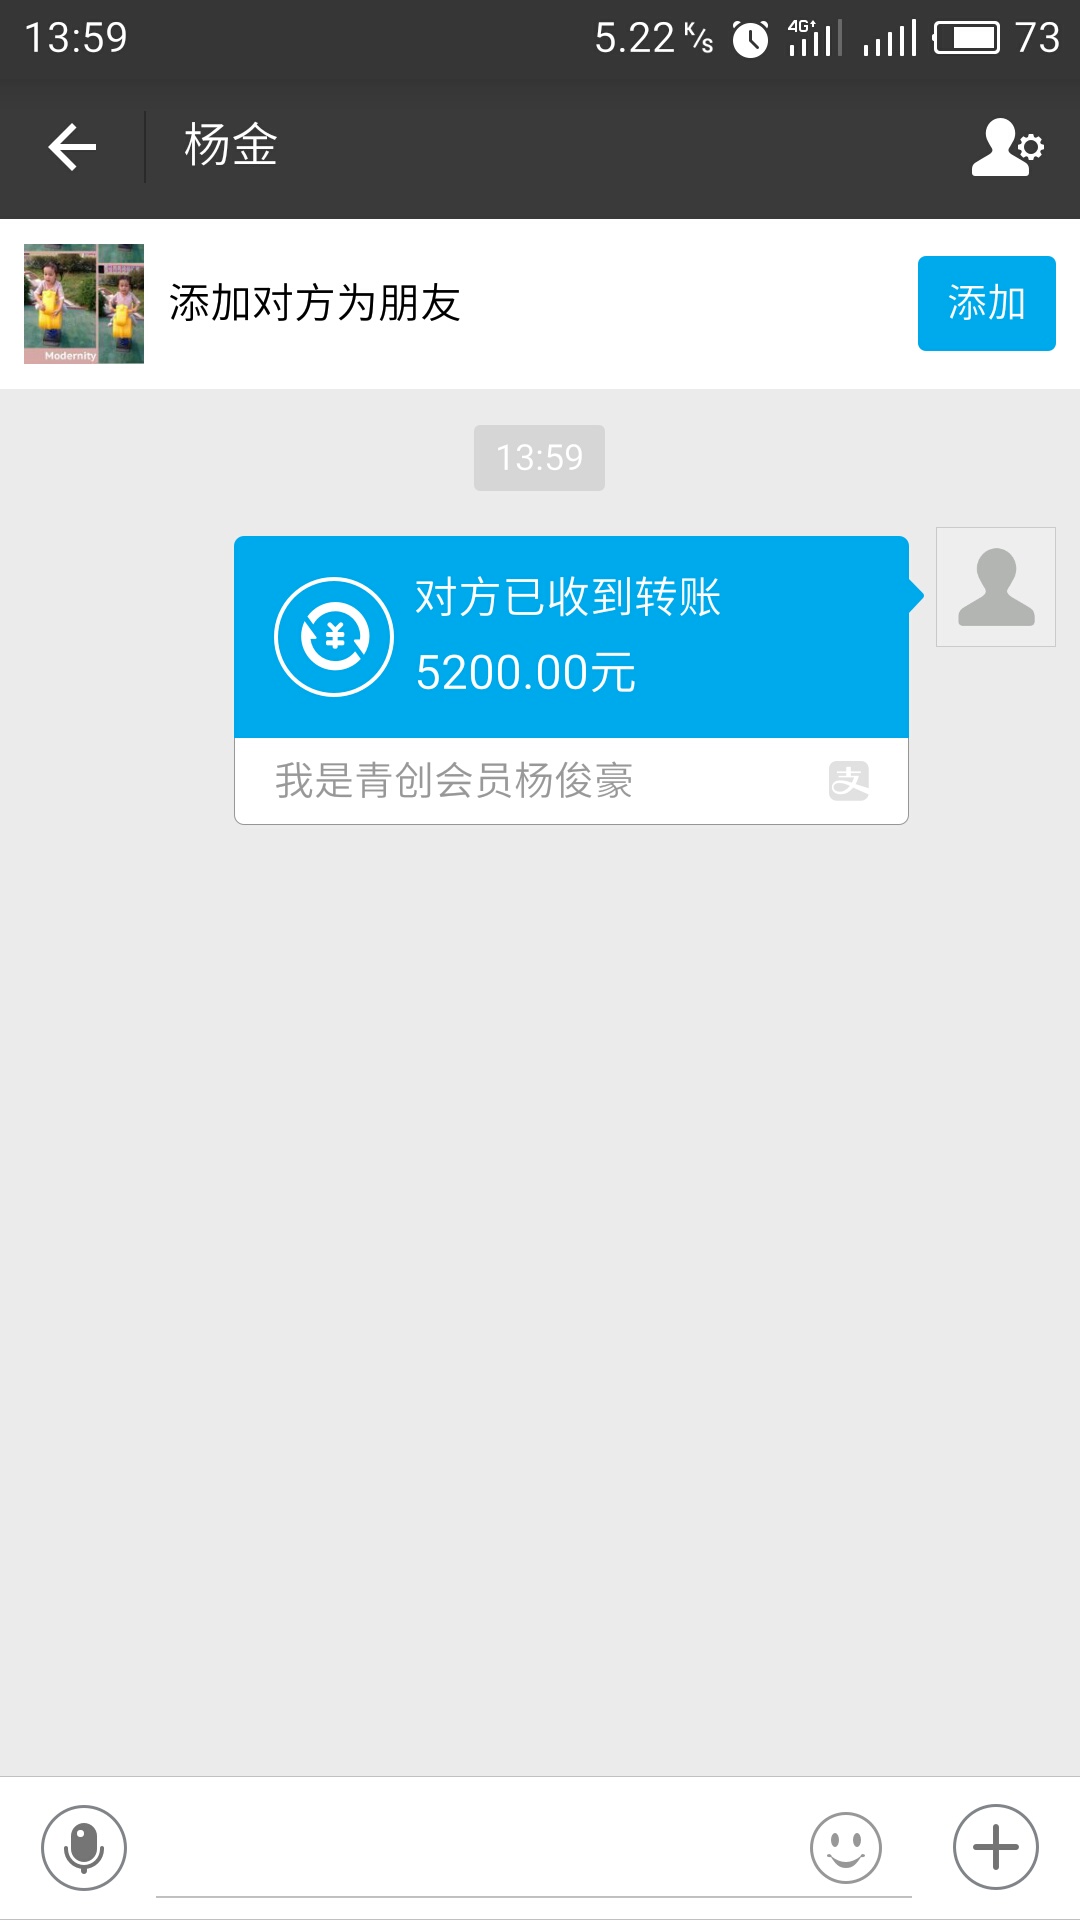 13:59
5.22 K/s
4G+
73
杨金
Modernity
添加对方为朋友
添加
13:59
对方已收到转账
¥
5200.00元
我是青创会员杨俊豪
支